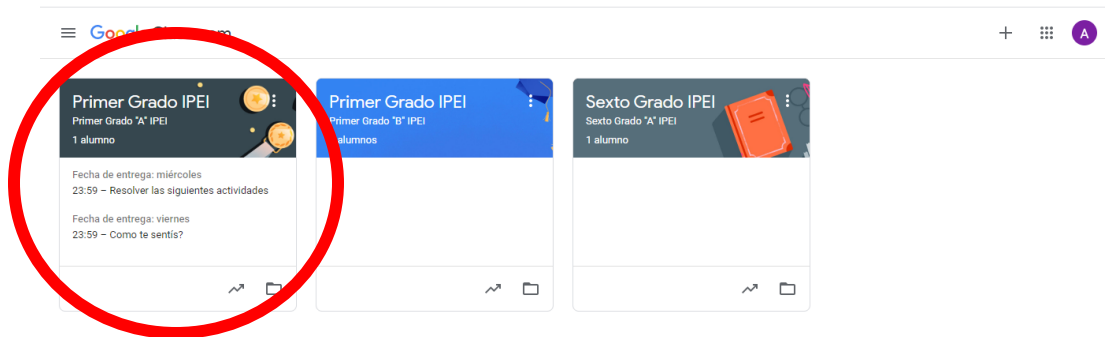 Primer Grado IPEI
Primer Grado "A" IPEI
1 alumno
Fecha de entrega: miércoles
23:59 – Resolver las siguientes actividades
Fecha de entrega: viernes
23:59 – Como te sentís?
Primer Grado IPEI
Primer Grado "B" IPEI
alumnos
Sexto Grado IPEI
Sexto Grado "A" IPEI
1 alumno
A